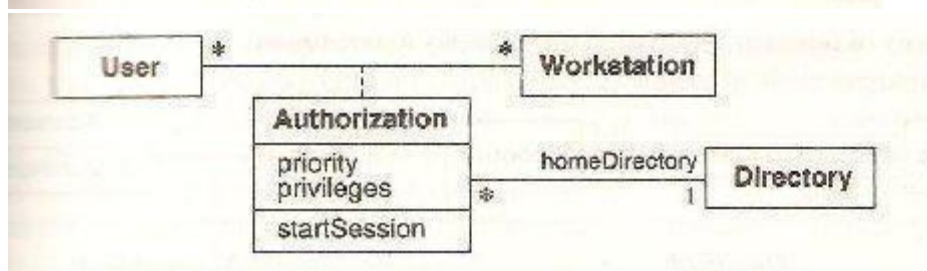 User
*
*
Workstation
Authorization
priority
privileges
startSession
*
homeDirectory
1
Directory